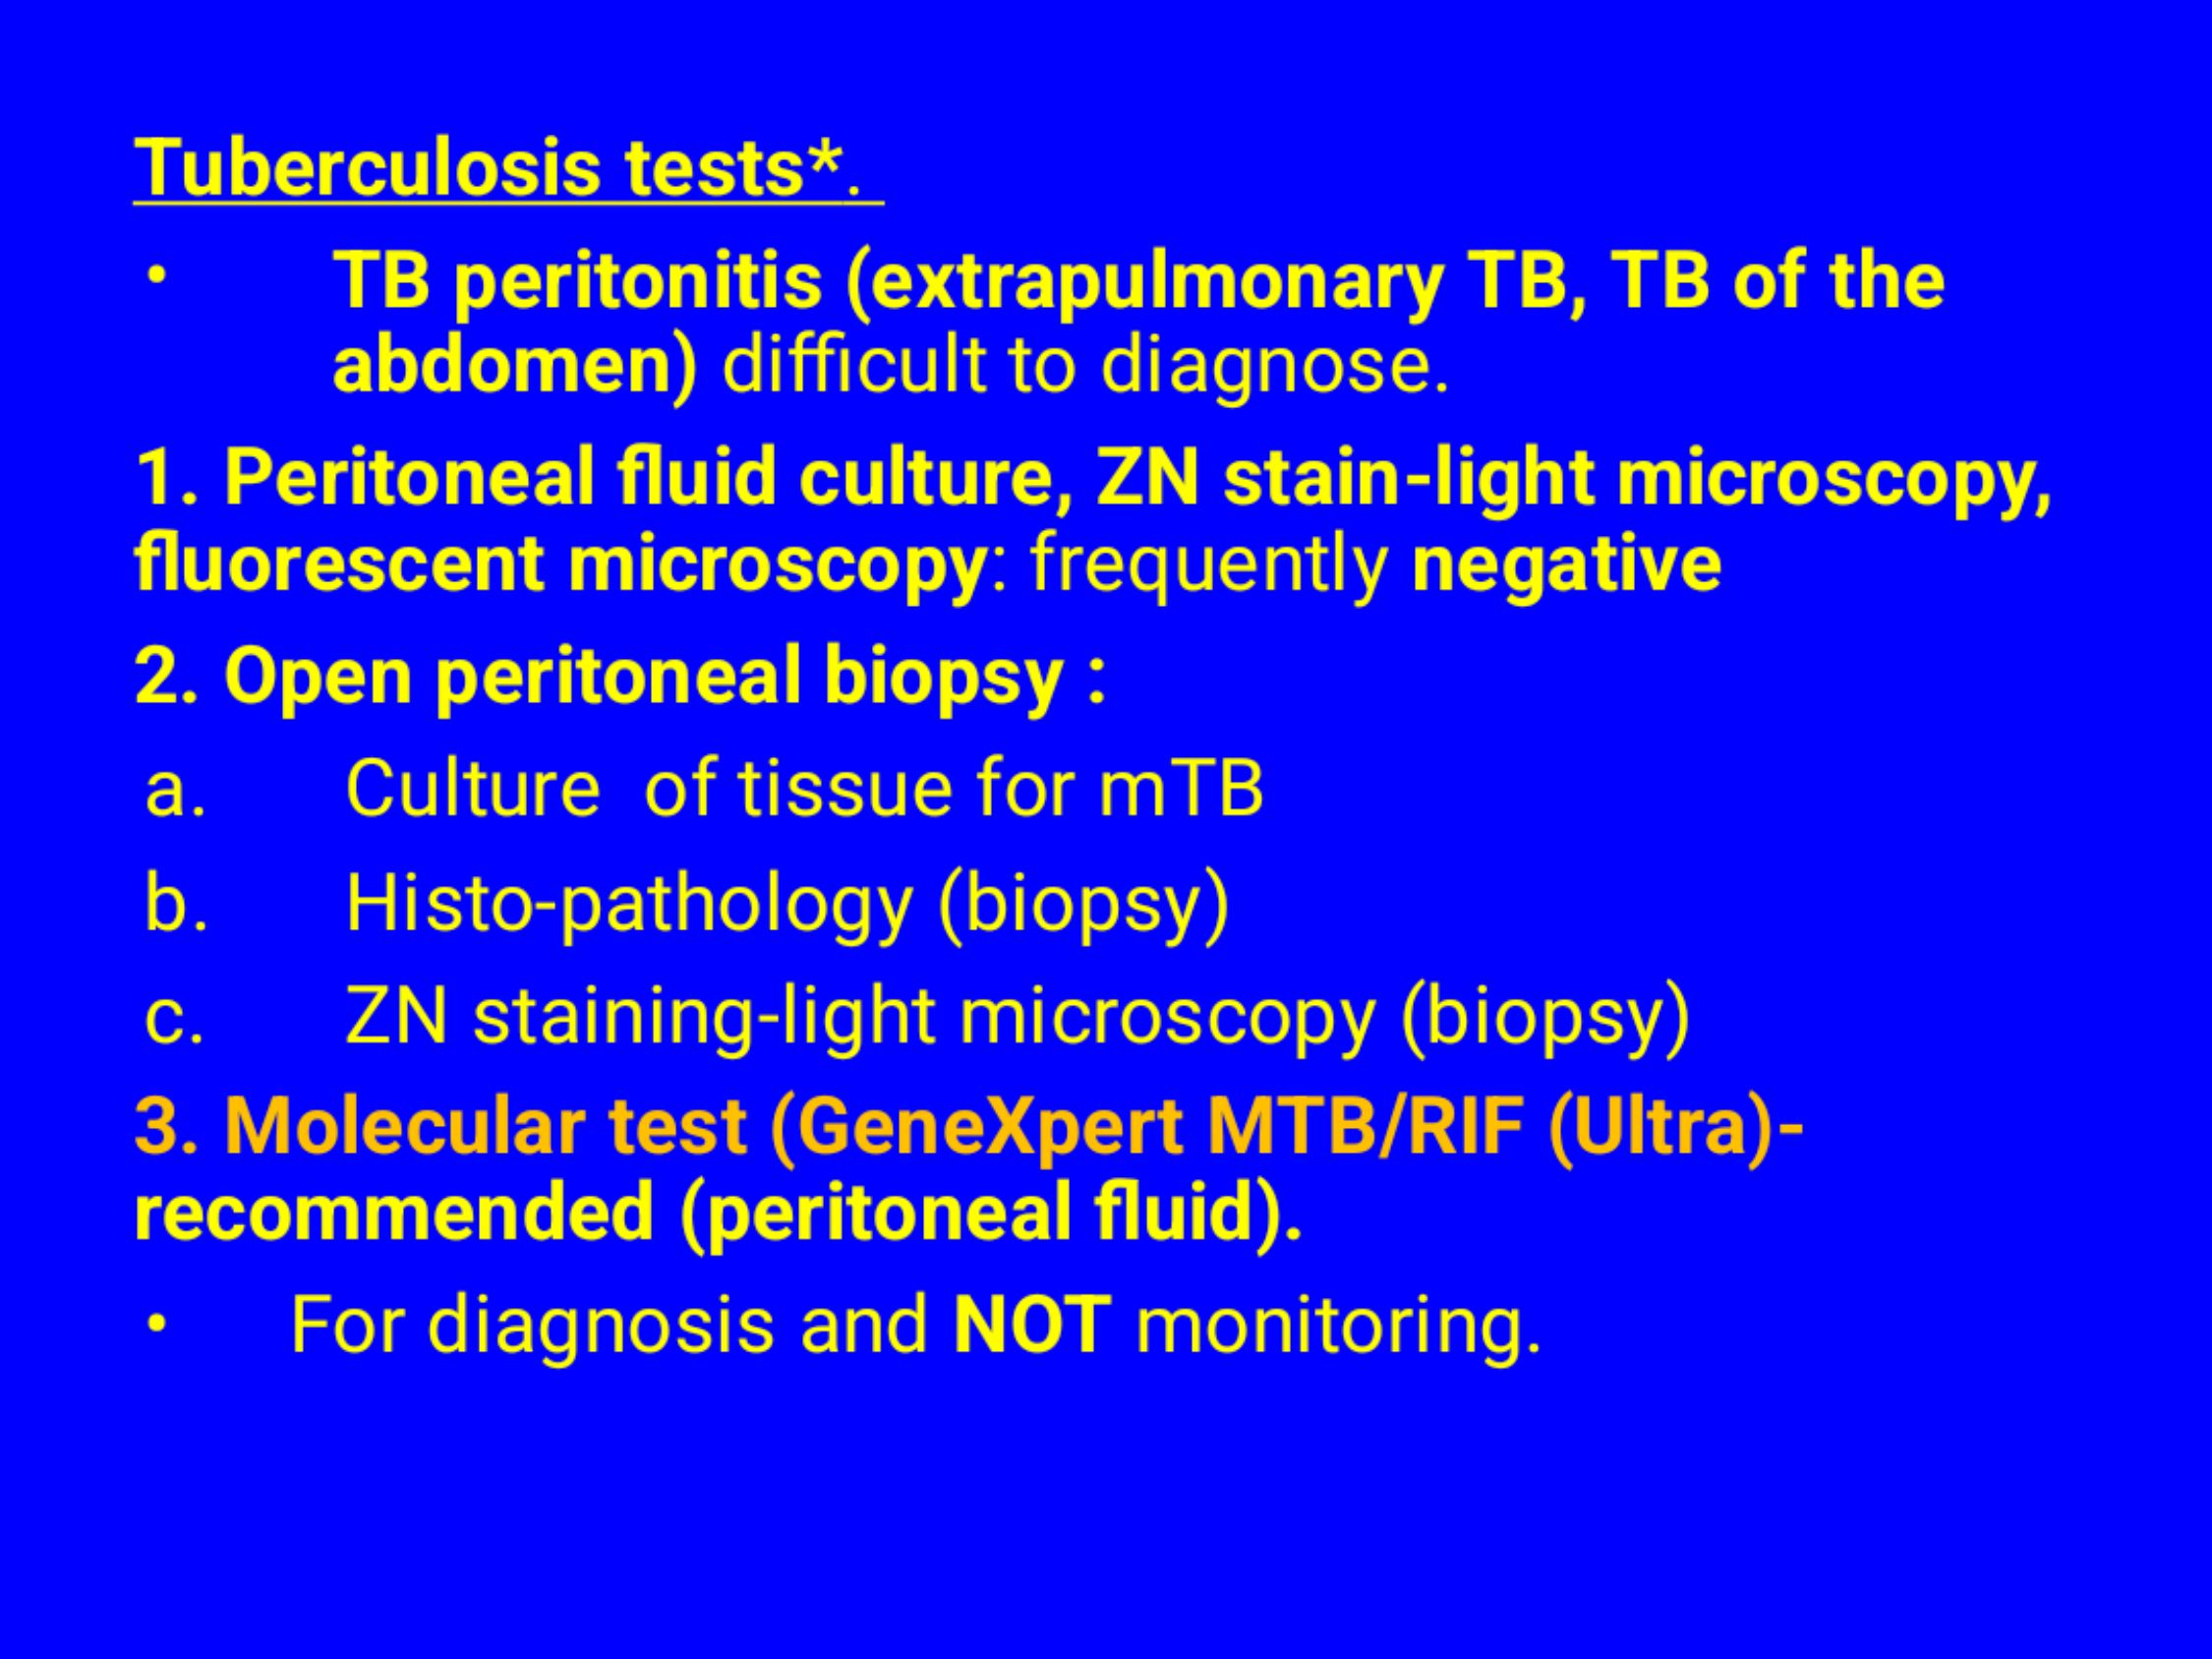 Tuberculosis tests*.
• TB peritonitis (extrapulmonary TB, TB of the
abdomen) difficult to diagnose.
1. Peritoneal fluid culture, ZN stain-light microscopy,
fluorescent microscopy: frequently negative
2. Open peritoneal biopsy :
a. Culture  of tissue for mTB
b. Histo-pathology (biopsy)
c. ZN staining-light microscopy (biopsy)
3. Molecular test (GeneXpert MTB/RIF (Ultra)-
recommended (peritoneal fluid).
• For diagnosis and NOT monitoring.